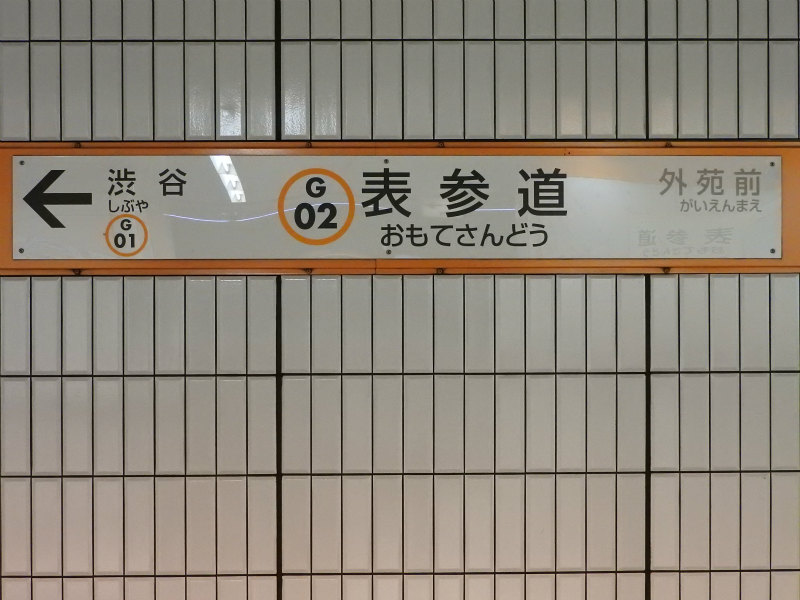 渋谷
しぶや
G
01
G
02
表参道
おもてさんどう
外苑前
がいえんまえ